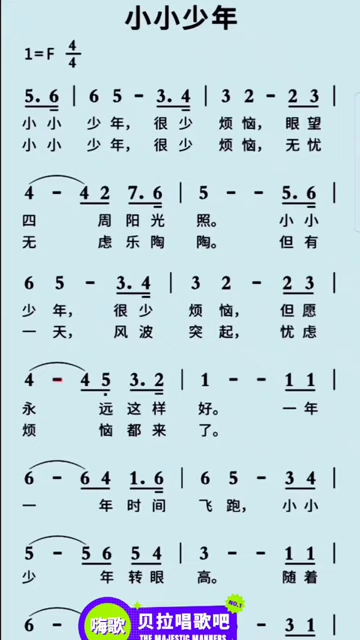 小小少年
1=F 4/4
5. 6 | 6 5 - 3. 4 | 3 2 - 2 3
小小 少年， 很少 烦恼， 眼望
小小 少年， 很少 烦恼， 无忧
4 - 4 2 7. 6 | 5 - - 5. 6
四 周阳光 照。 小小
无 虑乐陶 陶。 但有
6 5 - 3. 4 | 3 2 - 2 3
少年， 很少 烦恼， 但愿
一天， 风波 突起， 忧虑
4 - 4 5 3. 2 | 1 - - 1 1
永 远这样 好。 一年
烦 恼都来 了。
6 - 6 4 1. 6 | 6 5 - 3 4
一 年时间 飞跑， 小小
5 - 5 6 5 4 | 3 - - 1 1
少 年转眼 高。 随着
6 - 6 - - 3 1
嗨歌 贝拉唱歌吧 NO.1
THE MAJESTIC MANNERS